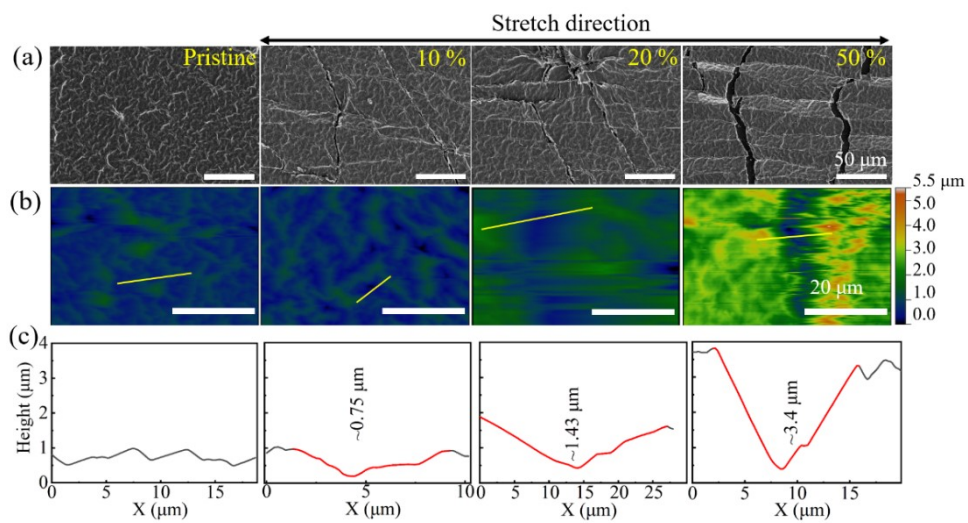 Stretch direction
(a)
Pristine
10 %
20 %
50 %
50 μm
(b)
5.5 μm
5.0
4.0
3.0
2.0
1.0
0.0
20 μm
(c)
Height (μm)
4
3
2
1
0
~0.75 μm
~1.43 μm
~3.4 μm
0 5 10 15
0 5 10
0 5 10 15 20 25
0 5 10 15
X (μm)
X (μm)
X (μm)
X (μm)